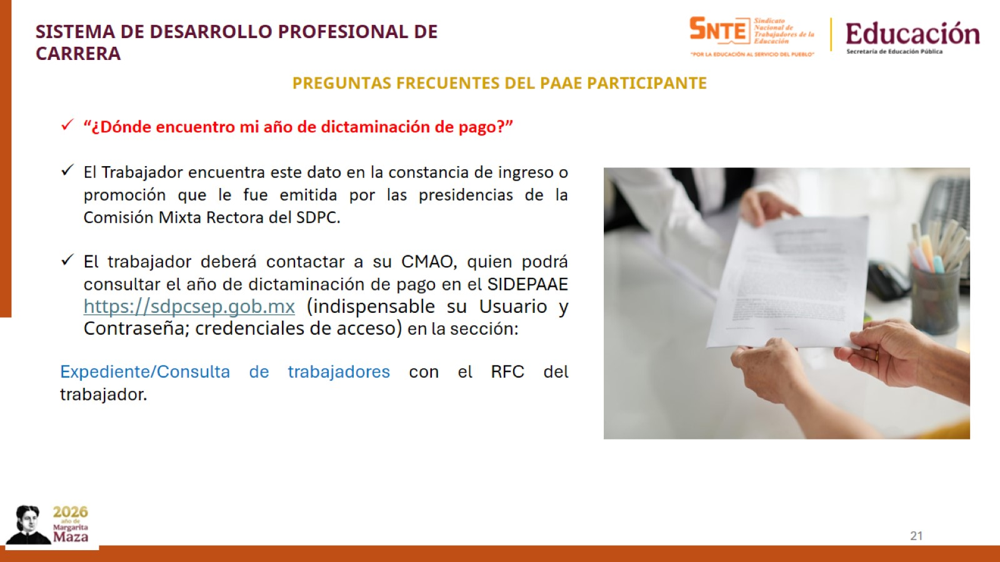 SISTEMA DE DESARROLLO PROFESIONAL DE
CARRERA
SNTE
Sindicato
Nacional de
Trabajadores de la
Educación
"POR LA EDUCACIÓN AL SERVICIO DEL PUEBLO"
Educación
Secretaría de Educación Pública
PREGUNTAS FRECUENTES DEL PAAE PARTICIPANTE
✓ “¿Dónde encuentro mi año de dictaminación de pago?”
✓ El Trabajador encuentra este dato en la constancia de ingreso o
promoción que le fue emitida por las presidencias de la
Comisión Mixta Rectora del SDPC.
✓ El trabajador deberá contactar a su CMAO, quien podrá
consultar el año de dictaminación de pago en el SIDEPAAE
https://sdpcsep.gob.mx (indispensable su Usuario y
Contraseña; credenciales de acceso) en la sección:
Expediente/Consulta de trabajadores con el RFC del
trabajador.
2026
año de
Margarita
Maza
21